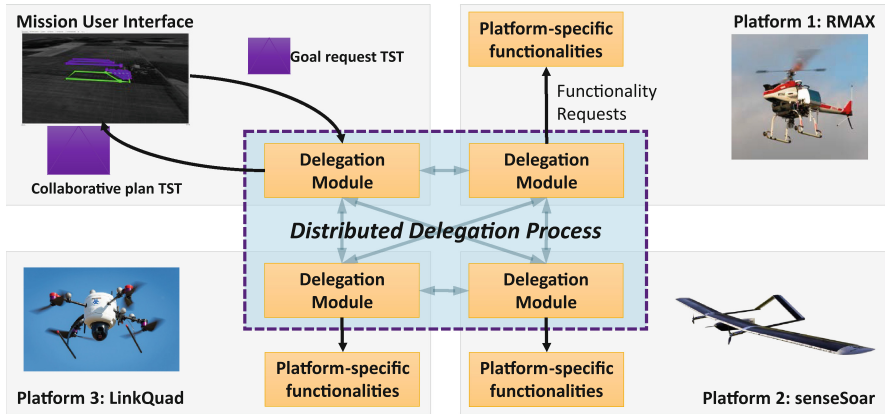 Mission User Interface
Goal request TST
Collaborative plan TST
Platform-specific
functionalities
Functionality
Requests
Platform 1: RMAX
Delegation
Module
Delegation
Module
Distributed Delegation Process
Delegation
Module
Delegation
Module
Platform-specific
functionalities
Platform 3: LinkQuad
Platform-specific
functionalities
Platform 2: senseSoar